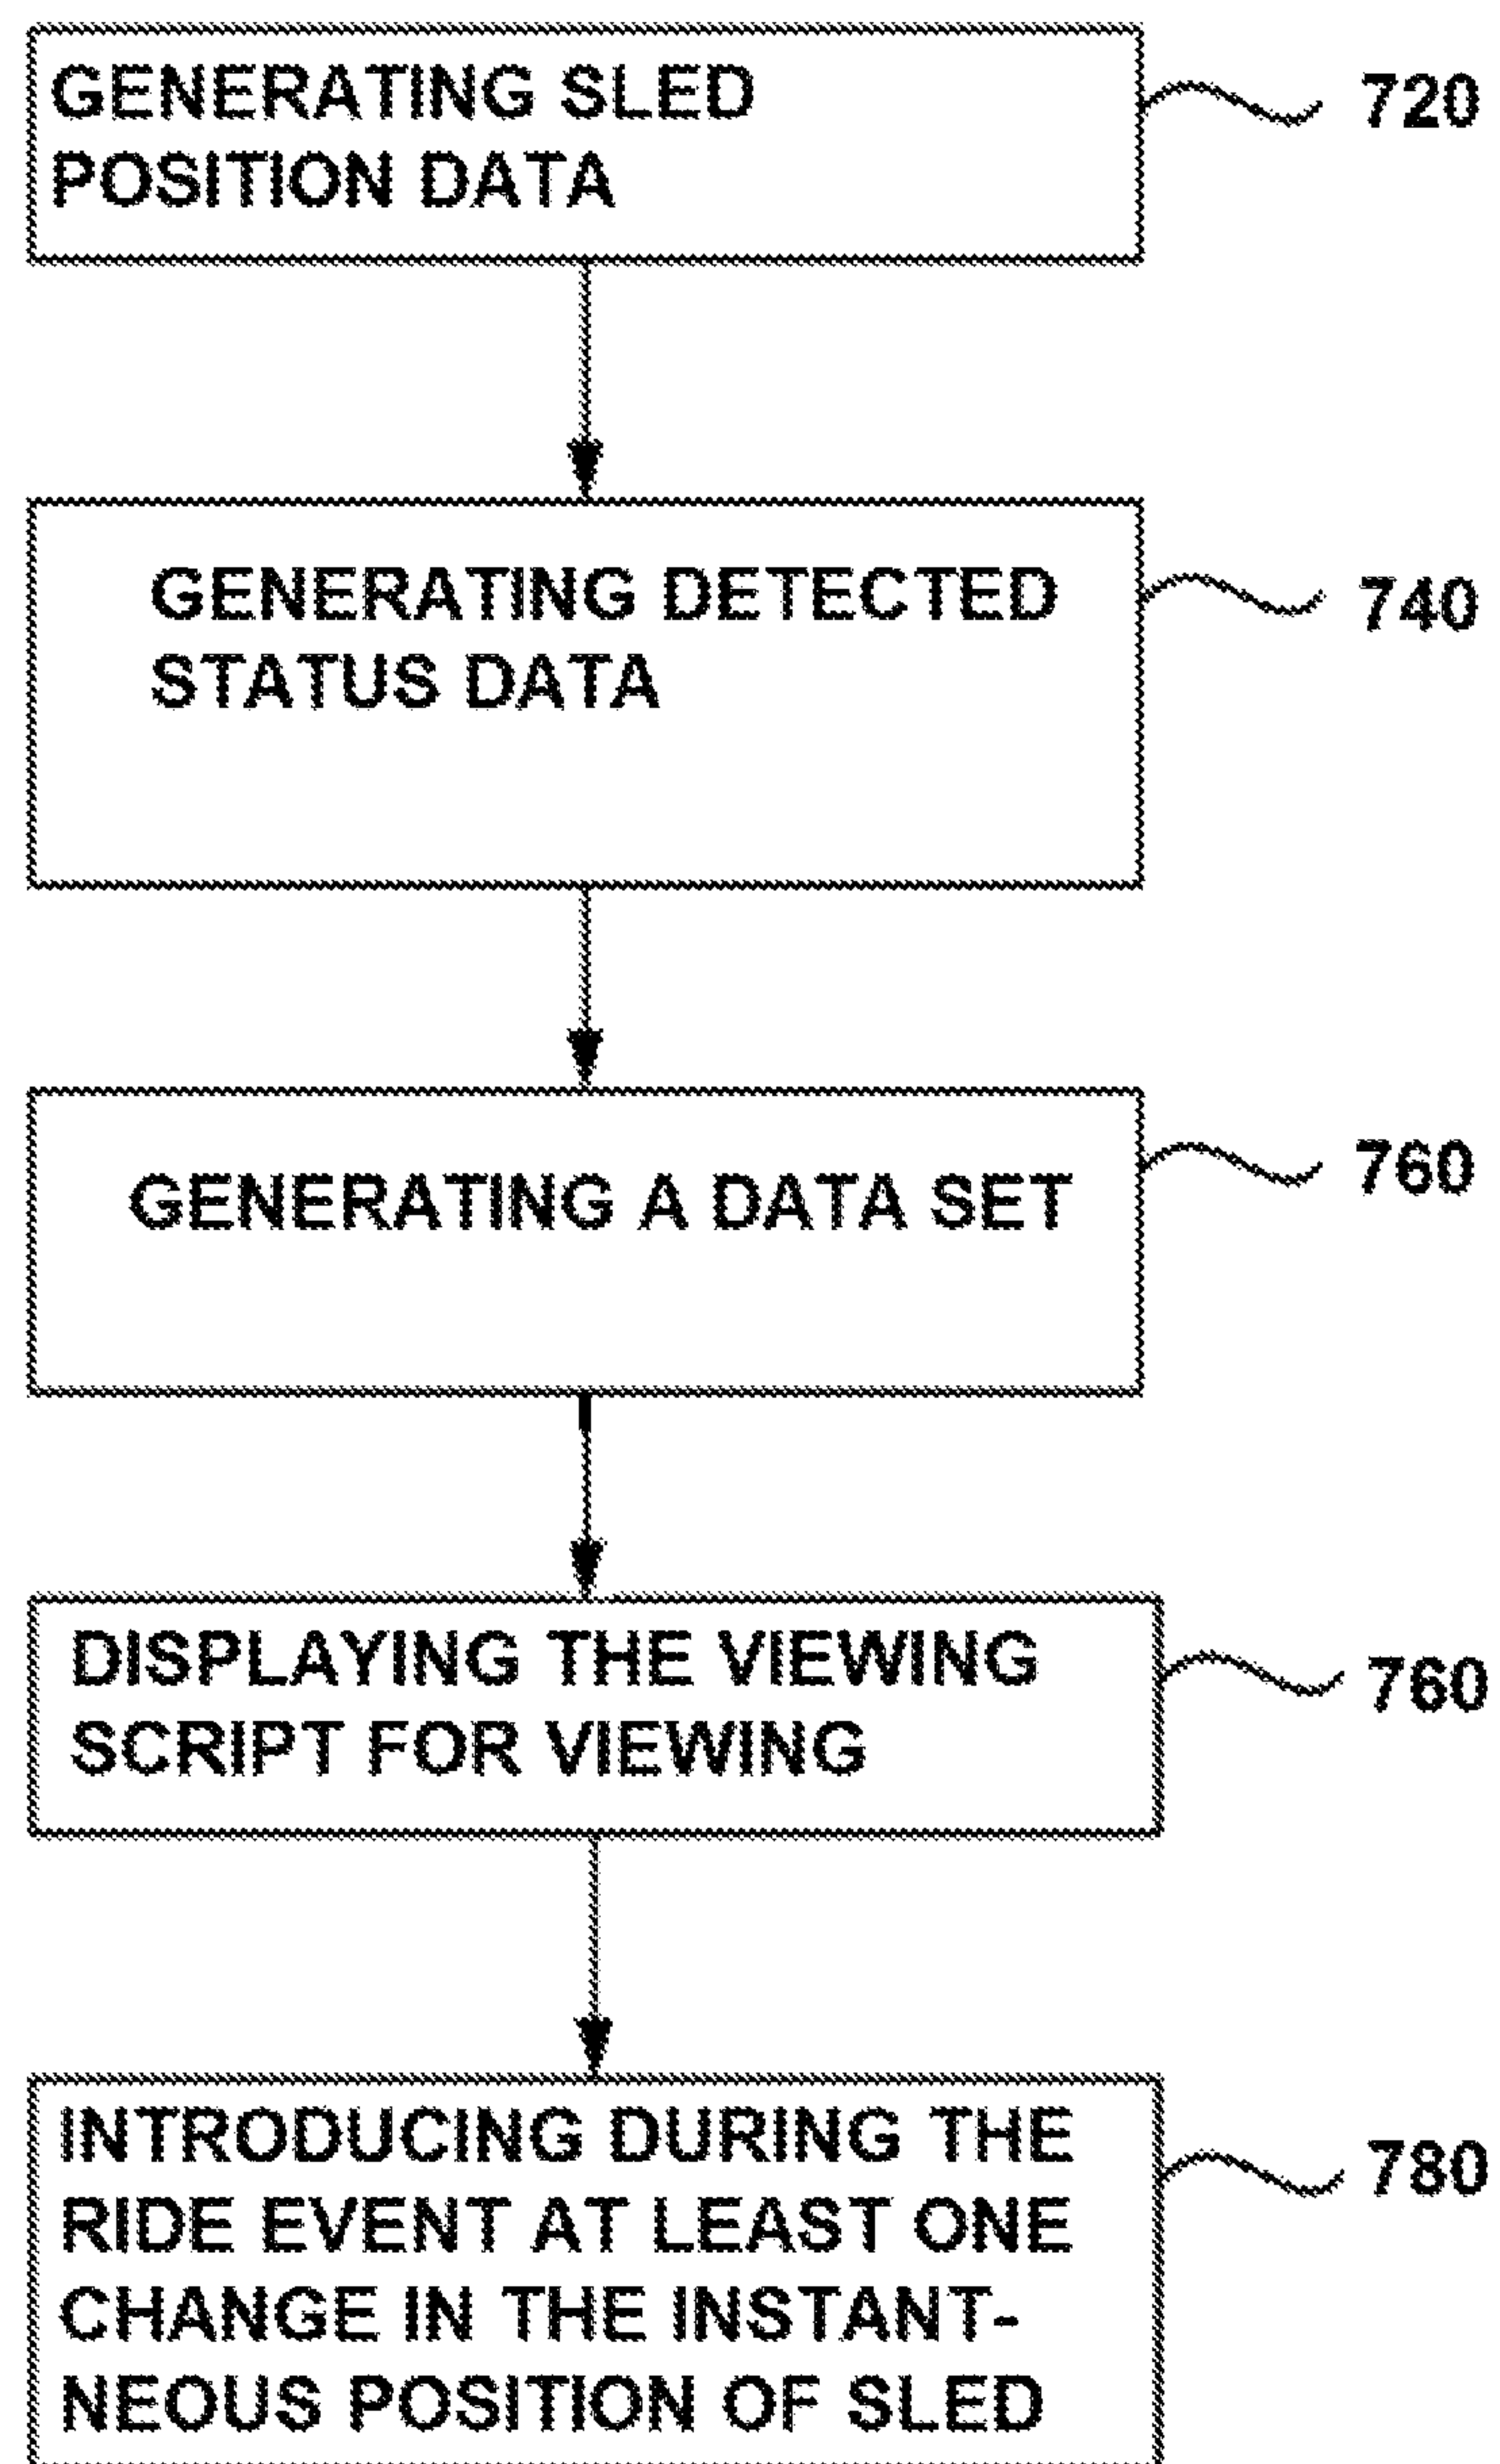 GENERATING SLED
POSITION DATA
720
GENERATING DETECTED
STATUS DATA
740
GENERATING A DATA SET
760
DISPLAYING THE VIEWING
SCRIPT FOR VIEWING
760
INTRODUCING DURING THE
RIDE EVENT AT LEAST ONE
CHANGE IN THE INSTANT-
NEOUS POSITION OF SLED
780